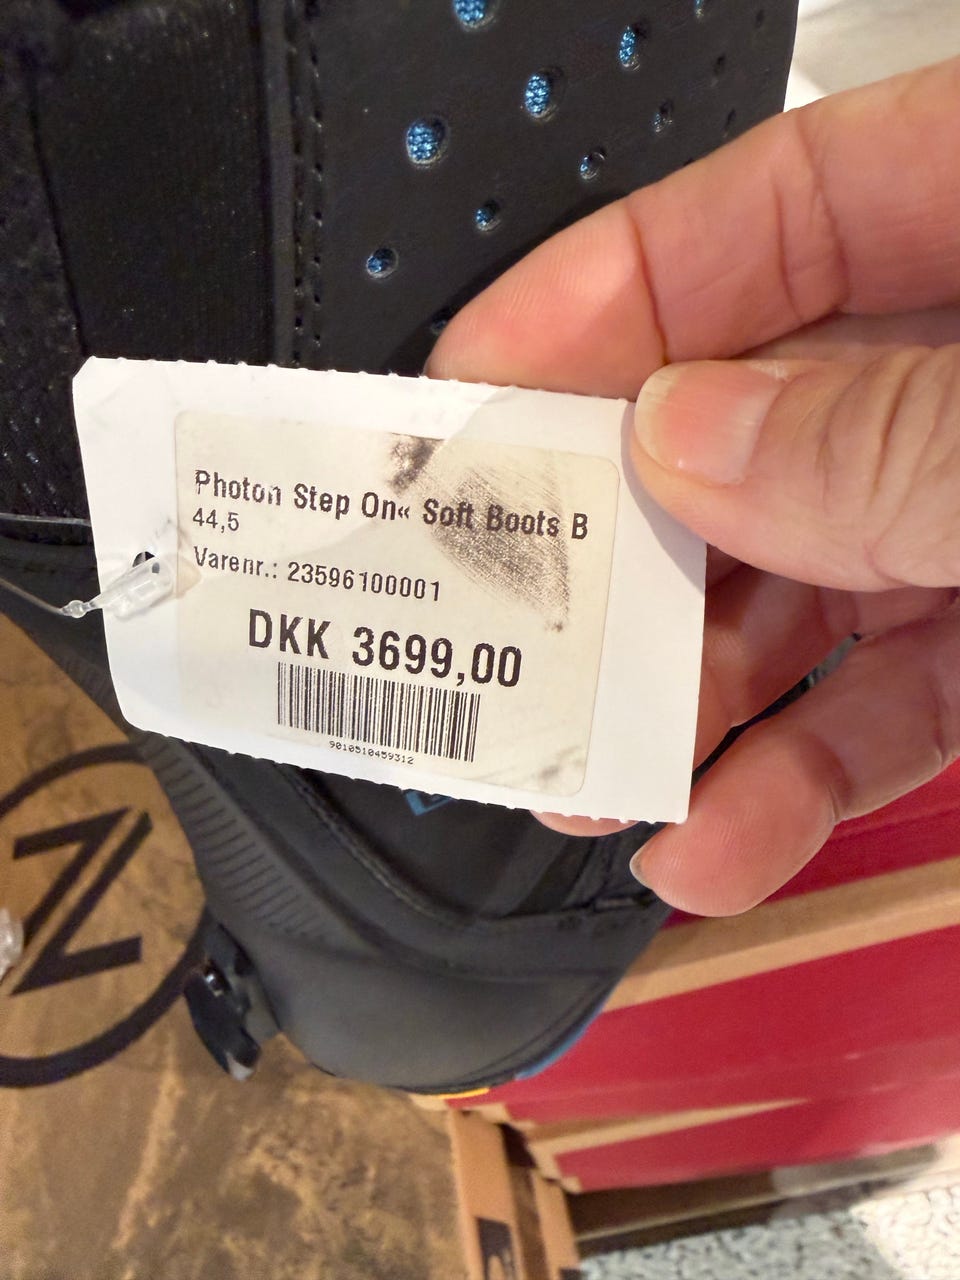 Photon Step On« Soft Boots B
44,5
Varenr.: 23596100001
DKK 3699,00
9010510459312